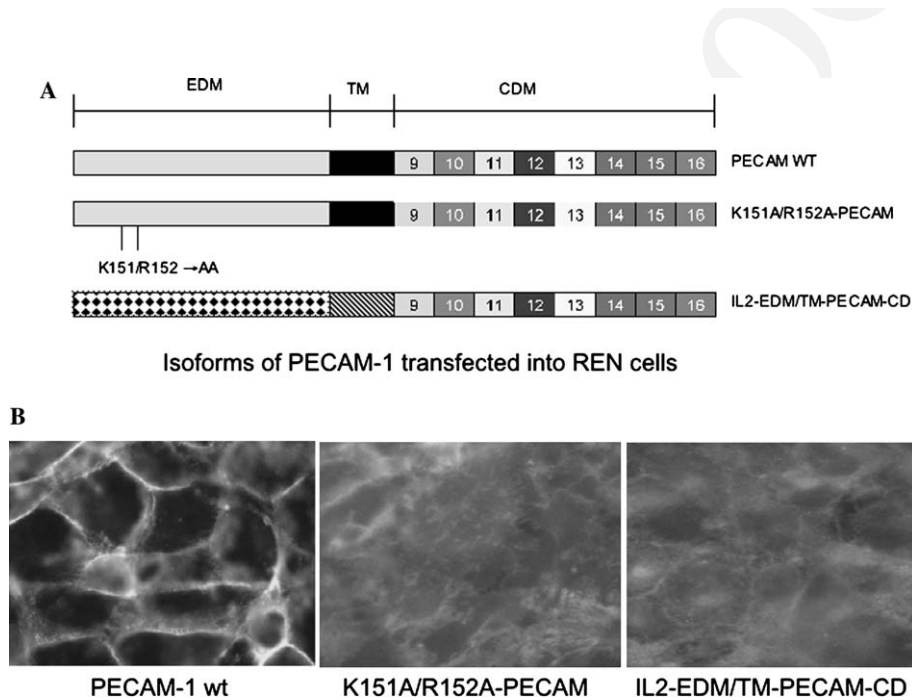 A
EDM TM CDM
9 10 11 12 13 14 15 16 PECAM WT
9 10 11 12 13 14 15 16 K151A/R152A-PECAM
K151/R152 →AA
9 10 11 12 13 14 15 16 IL2-EDM/TM-PECAM-CD
Isoforms of PECAM-1 transfected into REN cells
B
PECAM-1 wt K151A/R152A-PECAM IL2-EDM/TM-PECAM-CD